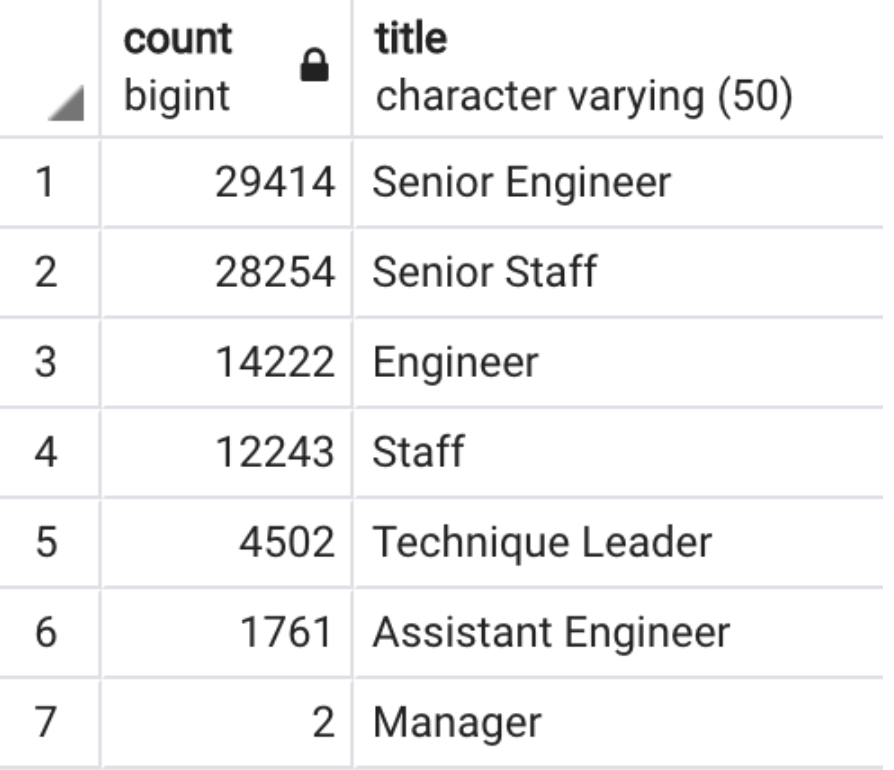 count title
bigint character varying (50)
1 29414 Senior Engineer
2 28254 Senior Staff
3 14222 Engineer
4 12243 Staff
5 4502 Technique Leader
6 1761 Assistant Engineer
7 2 Manager